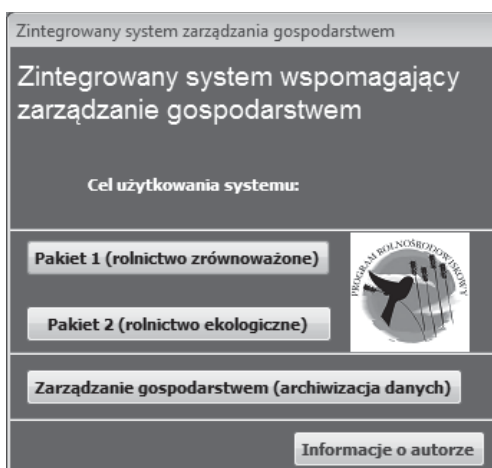 Zintegrowany system zarządzania gospodarstwem
Zintegrowany system wspomagający
zarządzanie gospodarstwem
Cel użytkowania systemu:
Pakiet 1 (rolnictwo zrównoważone)
PROGRAM ROLNOŚRODOWISKOWY
Pakiet 2 (rolnictwo ekologiczne)
Zarządzanie gospodarstwem (archiwizacja danych)
Informacje o autorze